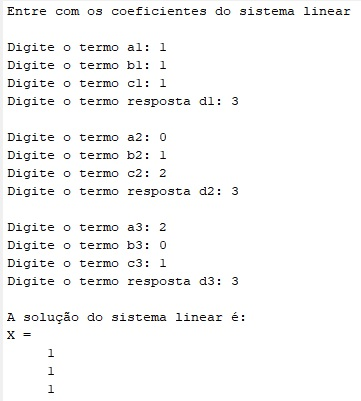 Entre com os coeficientes do sistema linear
Digite o termo a1: 1
Digite o termo b1: 1
Digite o termo c1: 1
Digite o termo resposta d1: 3
Digite o termo a2: 0
Digite o termo b2: 1
Digite o termo c2: 2
Digite o termo resposta d2: 3
Digite o termo a3: 2
Digite o termo b3: 0
Digite o termo c3: 1
Digite o termo resposta d3: 3
A solução do sistema linear é:
X =
1
1
1